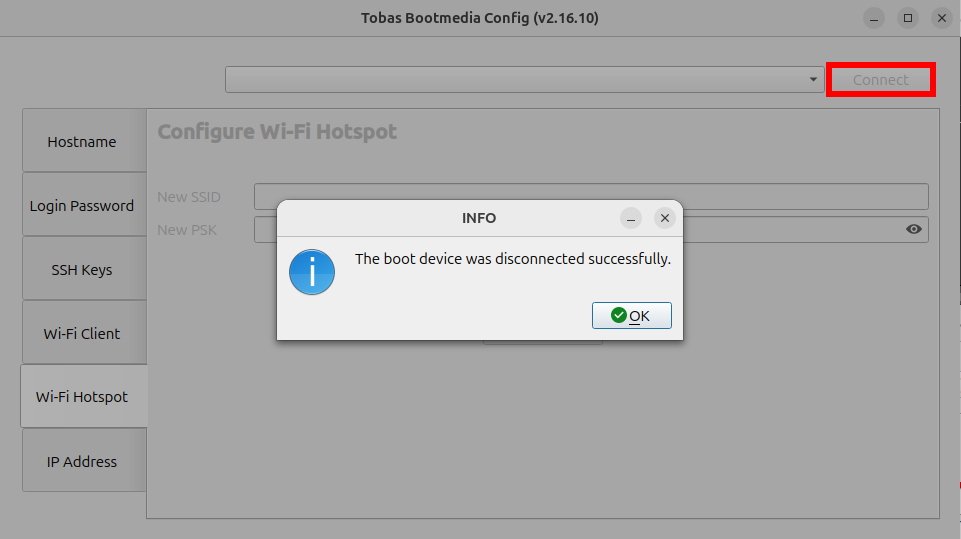 Tobas Bootmedia Config (v2.16.10)
Connect
Hostname
Login Password
SSH Keys
Wi-Fi Client
Wi-Fi Hotspot
IP Address
Configure Wi-Fi Hotspot
New SSID
New PSK
INFO
The boot device was disconnected successfully.
OK